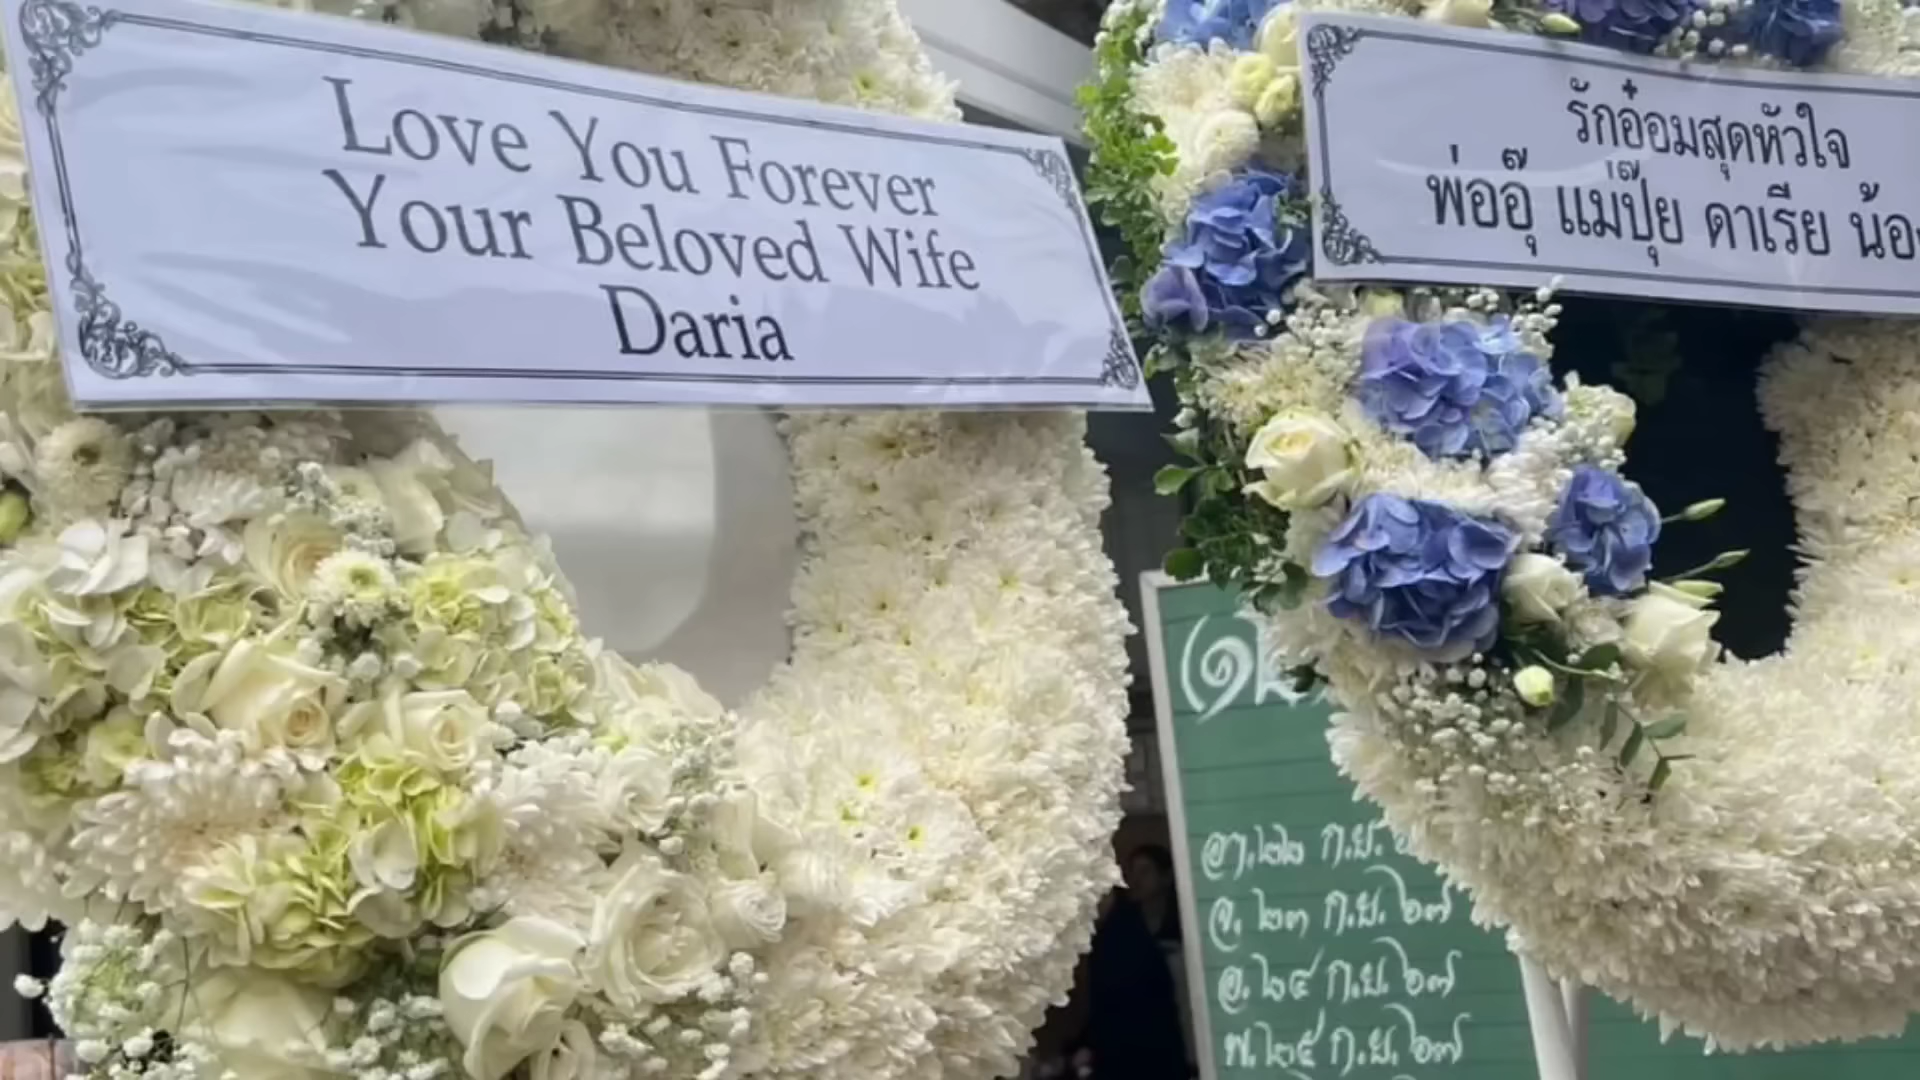 Love You Forever
Your Beloved Wife
Daria
รักอ๋อมสุดหัวใจ
พ่ออุ๊ แม่ปุ๊ย ดาเรีย
อา.๒๒ ก.ย.
จ. ๒๓ ก.ย. ๖๗
อ. ๒๔ ก.ย. ๖๗
พ. ๒๕ ก.ย. ๖๗